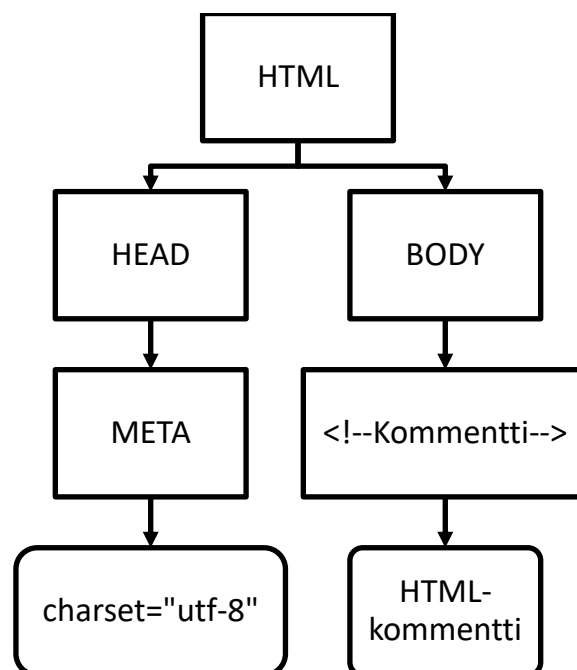 HTML
HEAD
BODY
META
<!--Kommentti-->
charset="utf-8"
HTML-
kommentti